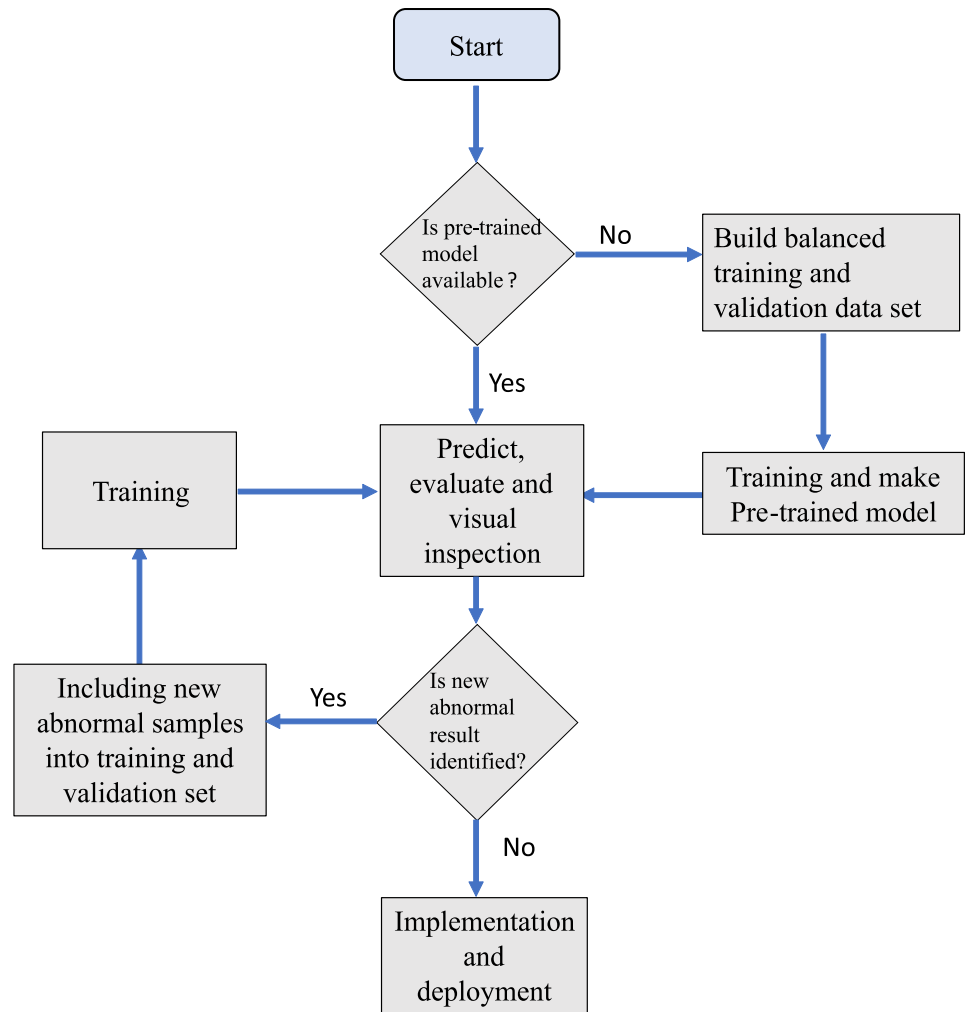 Start
Is pre-trained
model
available ?
No
Build balanced
training and
validation data set
Yes
Training
Predict,
evaluate and
visual
inspection
Training and make
Pre-trained model
Including new
abnormal samples
into training and
validation set
Yes
Is new
abnormal
result
identified?
No
Implementation
and
deployment